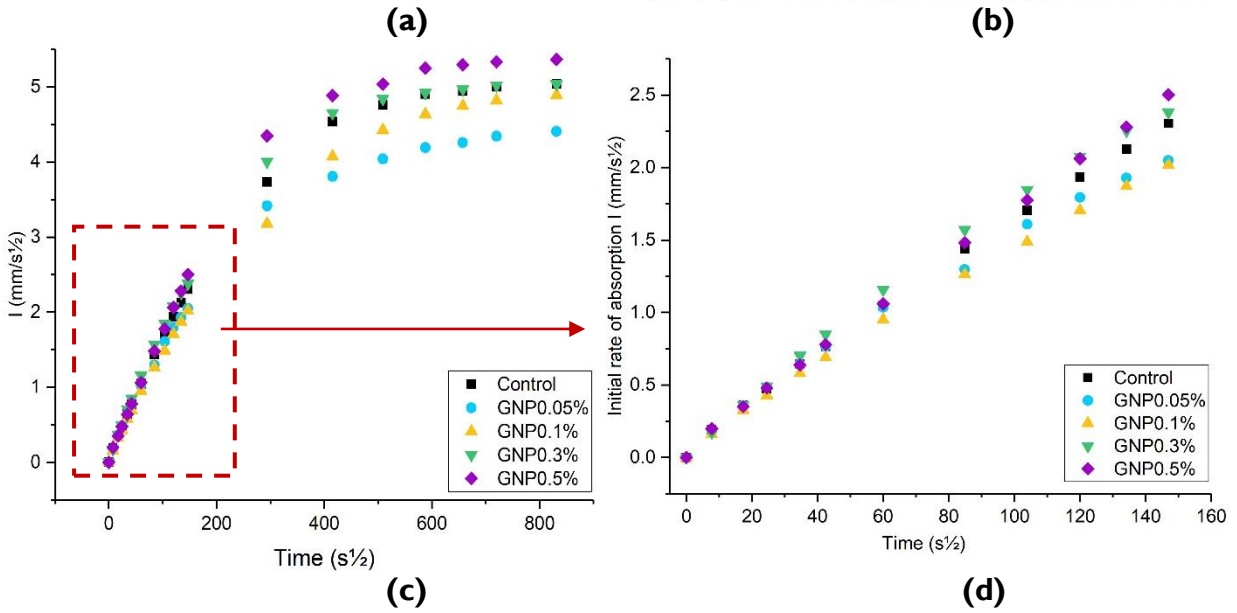 (a)
(b)
I (mm/s½)
5
4
3
2
1
0
Control
GNP0.05%
GNP0.1%
GNP0.3%
GNP0.5%
0 200 400 600 800
Time (s½)
(c)
Initial rate of absorption I (mm/s½)
2.5
2.0
1.5
1.0
0.5
0.0
Control
GNP0.05%
GNP0.1%
GNP0.3%
GNP0.5%
0 20 40 60 80 100 120 140 160
Time (s½)
(d)